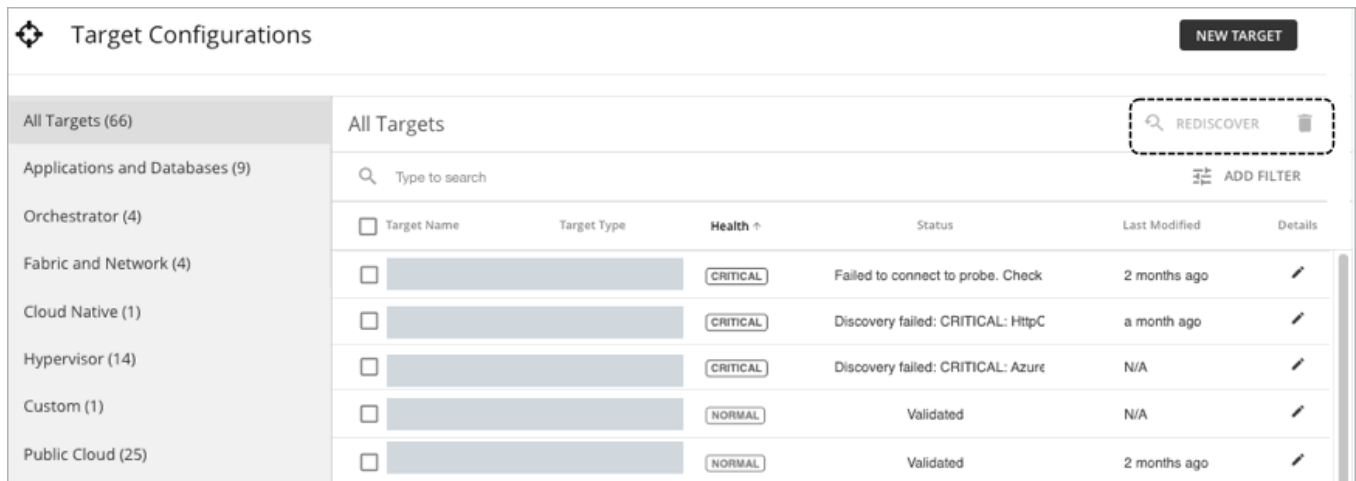 Target Configurations
NEW TARGET
All Targets (66)
Applications and Databases (9)
Orchestrator (4)
Fabric and Network (4)
Cloud Native (1)
Hypervisor (14)
Custom (1)
Public Cloud (25)
All Targets
REDISCOVER
Type to search
ADD FILTER
Target Name Target Type Health ↑ Status Last Modified Details
CRITICAL Failed to connect to probe. Check 2 months ago
CRITICAL Discovery failed: CRITICAL: HttpC a month ago
CRITICAL Discovery failed: CRITICAL: Azure N/A
NORMAL Validated N/A
NORMAL Validated 2 months ago